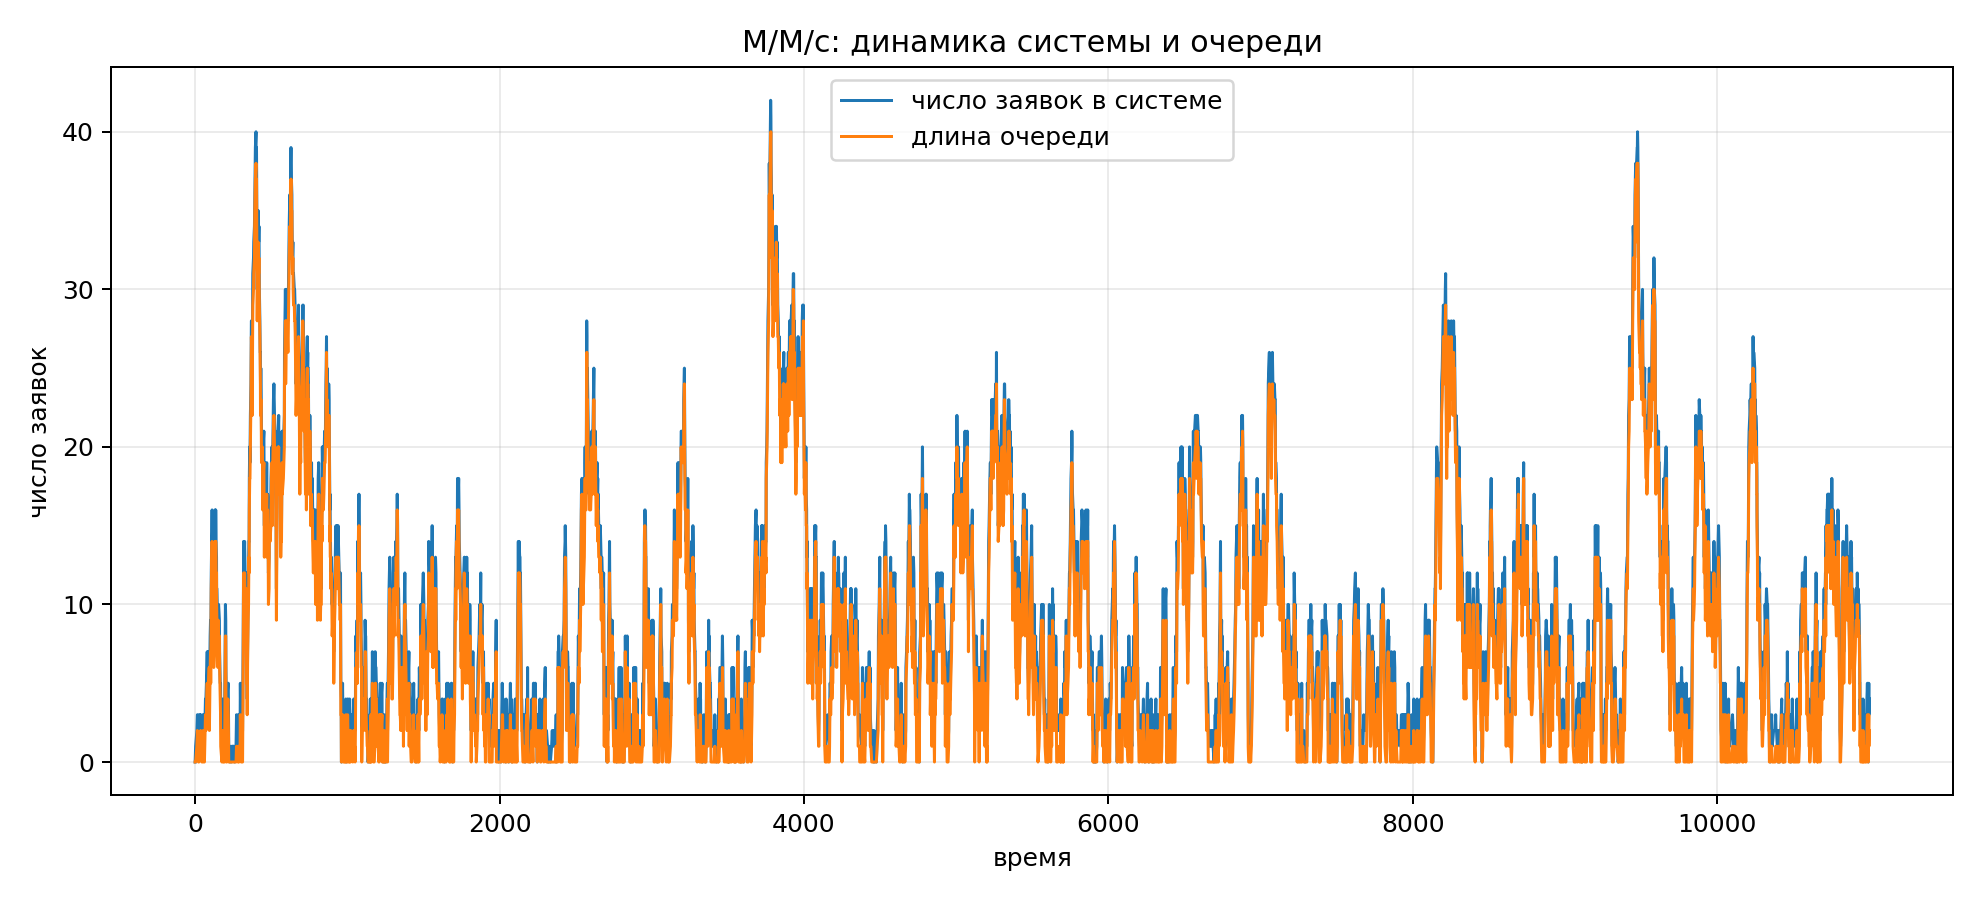 M/M/c: динамика системы и очереди
число заявок в системе
длина очереди
число заявок
40
30
20
10
0
0
2000
4000
6000
8000
10000
время